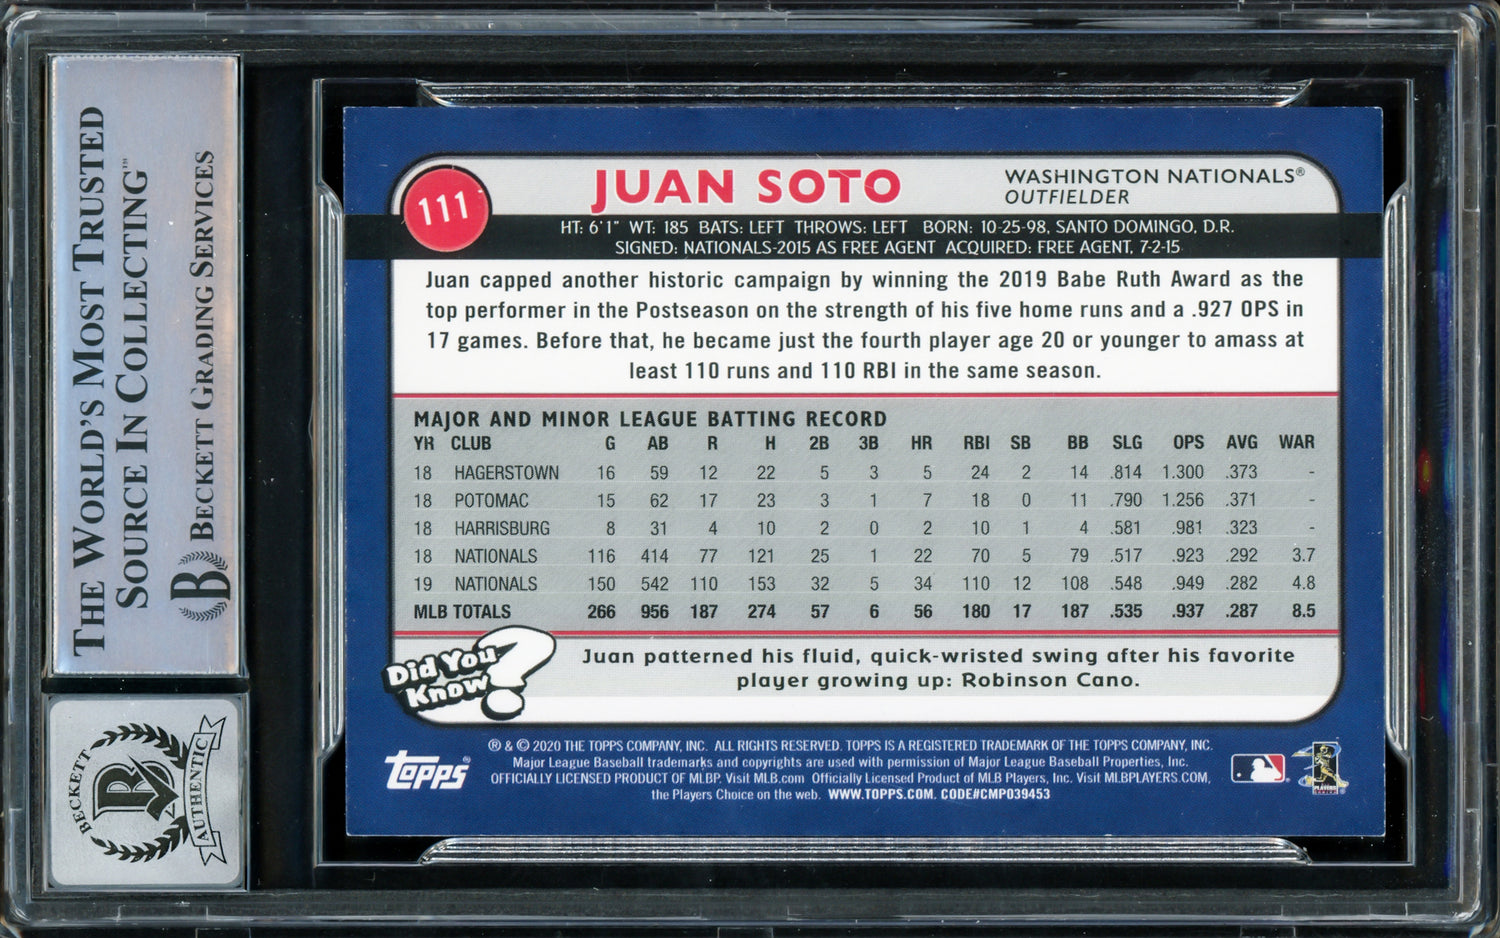 THE WORLD'S MOST TRUSTED
SOURCE IN COLLECTING™
BECKETT GRADING SERVICES
B
BECKETT
AUTHENTIC
111
JUAN SOTO
WASHINGTON NATIONALS®
OUTFIELDER
HT: 6'1" WT: 185 BATS: LEFT THROWS: LEFT BORN: 10-25-98, SANTO DOMINGO, D.R.
SIGNED: NATIONALS-2015 AS FREE AGENT ACQUIRED: FREE AGENT, 7-2-15
Juan capped another historic campaign by winning the 2019 Babe Ruth Award as the
top performer in the Postseason on the strength of his five home runs and a .927 OPS in
17 games. Before that, he became just the fourth player age 20 or younger to amass at
least 110 runs and 110 RBI in the same season.
MAJOR AND MINOR LEAGUE BATTING RECORD
YR CLUB G AB R H 2B 3B HR RBI SB BB SLG OPS AVG WAR
18 HAGERSTOWN 16 59 12 22 5 3 5 24 2 14 .814 1.300 .373 -
18 POTOMAC 15 62 17 23 3 1 7 18 0 11 .790 1.256 .371 -
18 HARRISBURG 8 31 4 10 2 0 2 10 1 4 .581 .981 .323 -
18 NATIONALS 116 414 77 121 25 1 22 70 5 79 .517 .923 .292 3.7
19 NATIONALS 150 542 110 153 32 5 34 110 12 108 .548 .949 .282 4.8
MLB TOTALS 266 956 187 274 57 6 56 180 17 187 .535 .937 .287 8.5
Did You
Know?
Juan patterned his fluid, quick-wristed swing after his favorite
player growing up: Robinson Cano.
topps®
® & © 2020 THE TOPPS COMPANY, INC. ALL RIGHTS RESERVED. TOPPS IS A REGISTERED TRADEMARK OF THE TOPPS COMPANY, INC.
Major League Baseball trademarks and copyrights are used with permission of Major League Baseball Properties, Inc.
OFFICIALLY LICENSED PRODUCT OF MLBP. Visit MLB.com Officially Licensed Product of MLB Players, Inc. Visit MLBPLAYERS.COM,
the Players Choice on the web. WWW.TOPPS.COM. CODE#CMP039453